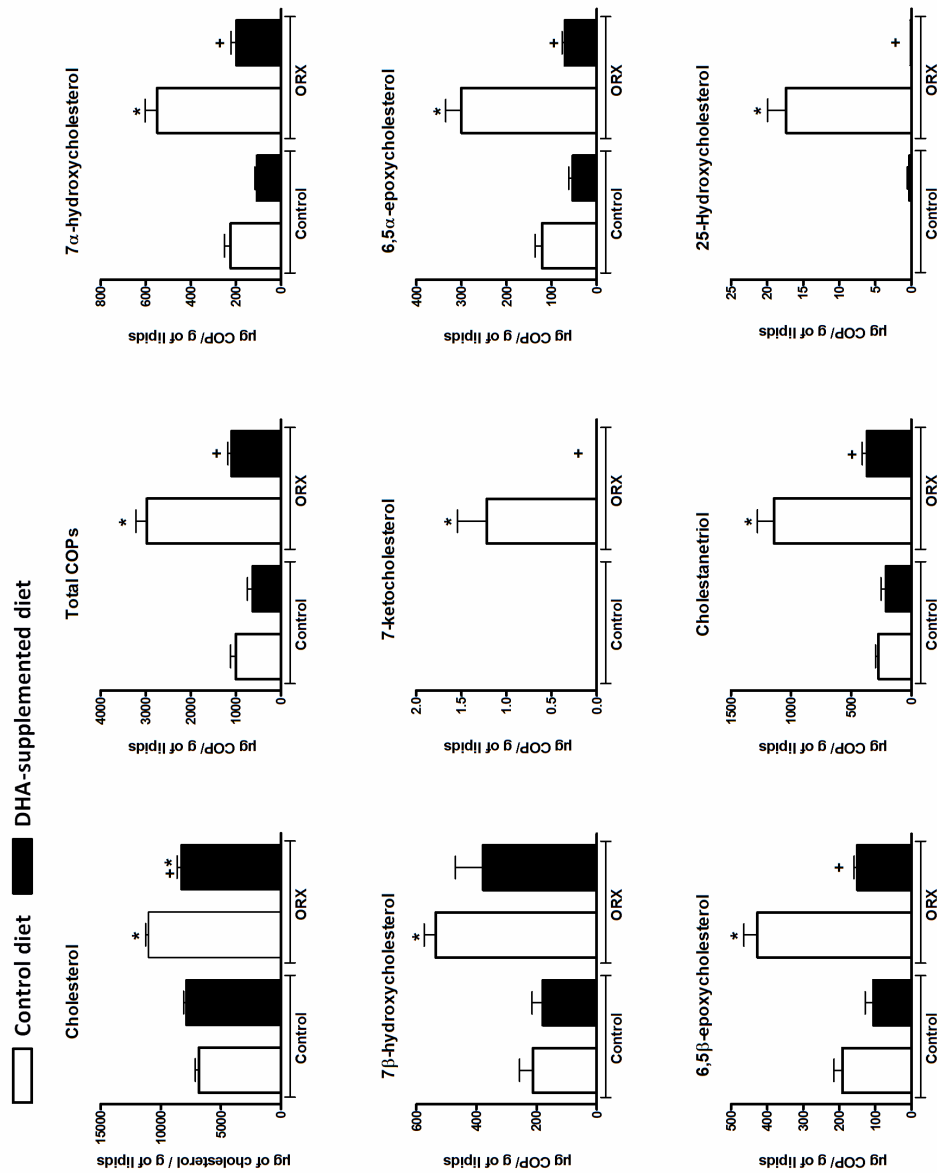 Control diet
DHA-supplemented diet
Cholesterol
µg of cholesterol / g of lipids
15000
10000
5000
0
*
+*
Control
ORX
Total COPs
µg COP/ g of lipids
4000
3000
2000
1000
0
*
+
Control
ORX
7α-hydroxycholesterol
µg COP/ g of lipids
800
600
400
200
0
*
+
Control
ORX
7β-hydroxycholesterol
µg COP/ g of lipids
600
400
200
0
*
Control
ORX
7-ketocholesterol
µg COP/ g of lipids
2.0
1.5
1.0
0.5
0.0
*
+
Control
ORX
6,5α-epoxycholesterol
µg COP/ g of lipids
400
300
200
100
0
*
+
Control
ORX
6,5β-epoxycholesterol
µg COP/ g of lipids
500
400
300
200
100
0
*
+
Control
ORX
Cholestanetriol
µg COP/ g of lipids
1500
1000
500
0
*
+
Control
ORX
25-Hydroxycholesterol
µg COP/ g of lipids
25
20
15
10
5
0
*
+
Control
ORX